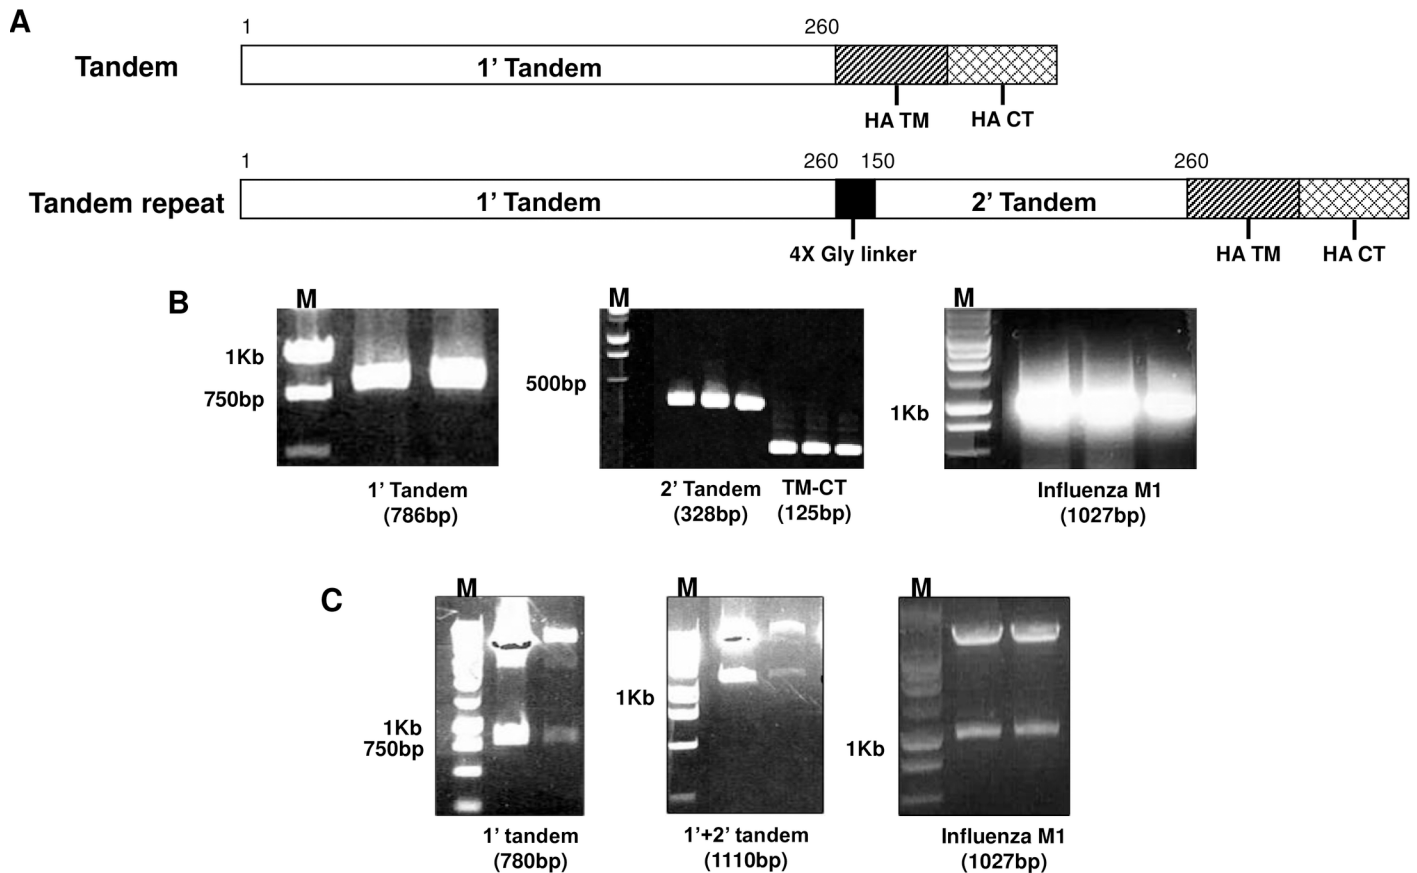 A
1 260
Tandem 1’ Tandem
HA TM HA CT
1 260 150 260
Tandem repeat 1’ Tandem 2’ Tandem
4X Gly linker HA TM HA CT
B M M M
1Kb
750bp
500bp
1Kb
1’ Tandem
(786bp)
2’ Tandem
(328bp)
TM-CT
(125bp)
Influenza M1
(1027bp)
C M M M
1Kb
750bp
1Kb
1Kb
1’ tandem
(780bp)
1’+2’ tandem
(1110bp)
Influenza M1
(1027bp)